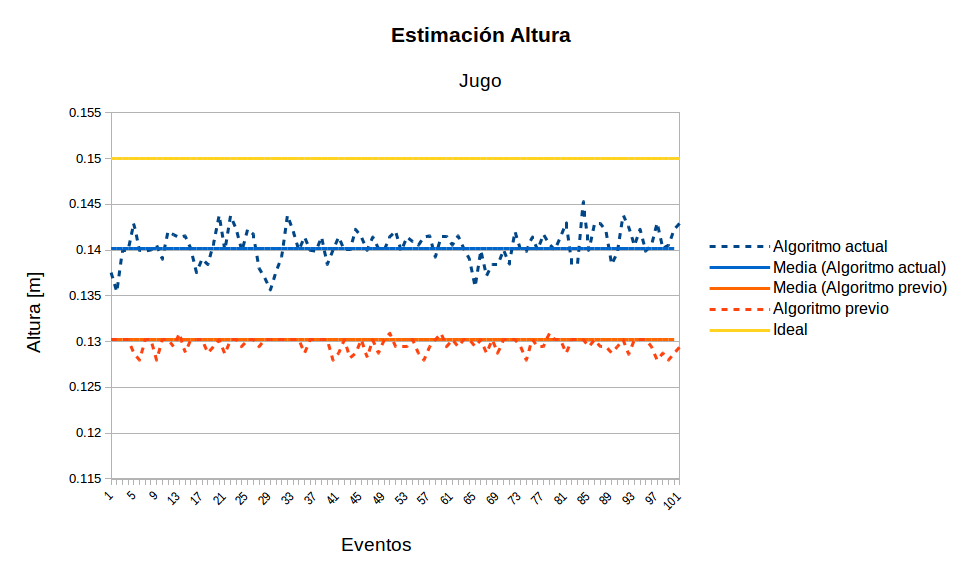 Estimación Altura
Jugo
0.155
0.15
0.145
0.14
0.135
0.13
0.125
0.12
0.115
Altura [m]
1 5 9 13 17 21 25 29 33 37 41 45 49 53 57 61 65 69 73 77 81 85 89 93 97 101
Eventos
Algoritmo actual
Media (Algoritmo actual)
Media (Algoritmo previo)
Algoritmo previo
Ideal